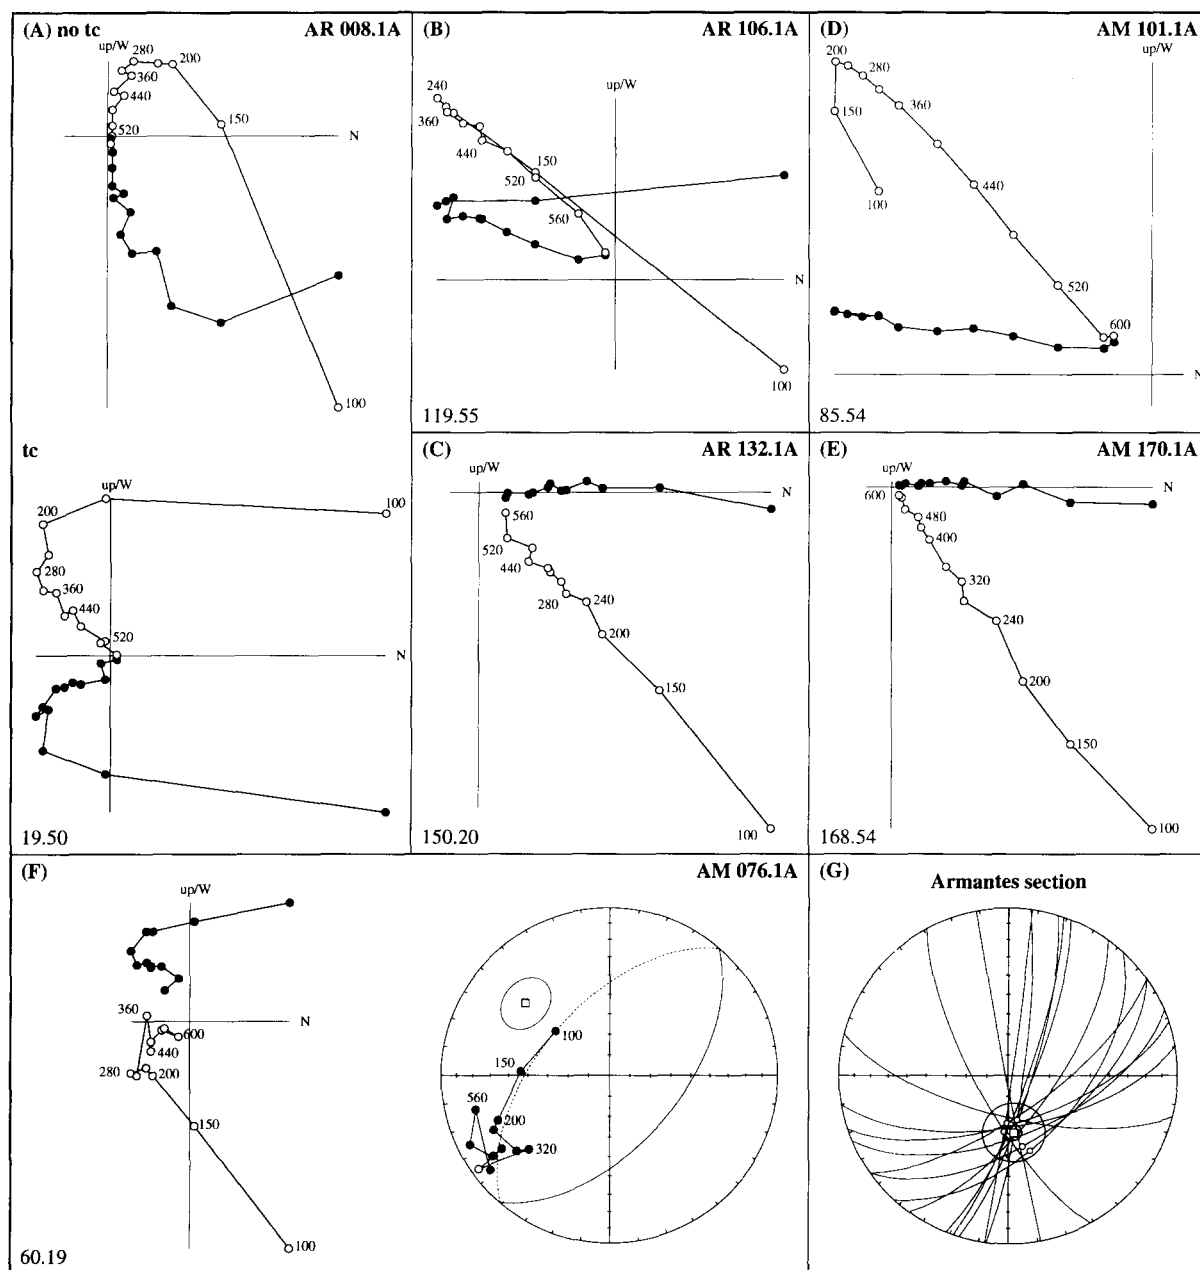 (A) no tc AR 008.1A
up/W
280
200
360
440
150
520
N
100
tc
up/W
200
100
280
360
440
520
N
19.50
(B) AR 106.1A
up/W
240
360
440
150
520
560
N
100
119.55
(C) AR 132.1A
up/W
N
560
520
440
280
240
200
150
100
150.20
(D) AM 101.1A
200
up/W
280
150
360
100
440
520
600
N
85.54
(E) AM 170.1A
up/W
600
N
480
400
320
240
200
150
100
168.54
(F) AM 076.1A
up/W
360
N
600
440
280
200
150
100
60.19
100
150
560
200
320
(G)
Armantes section